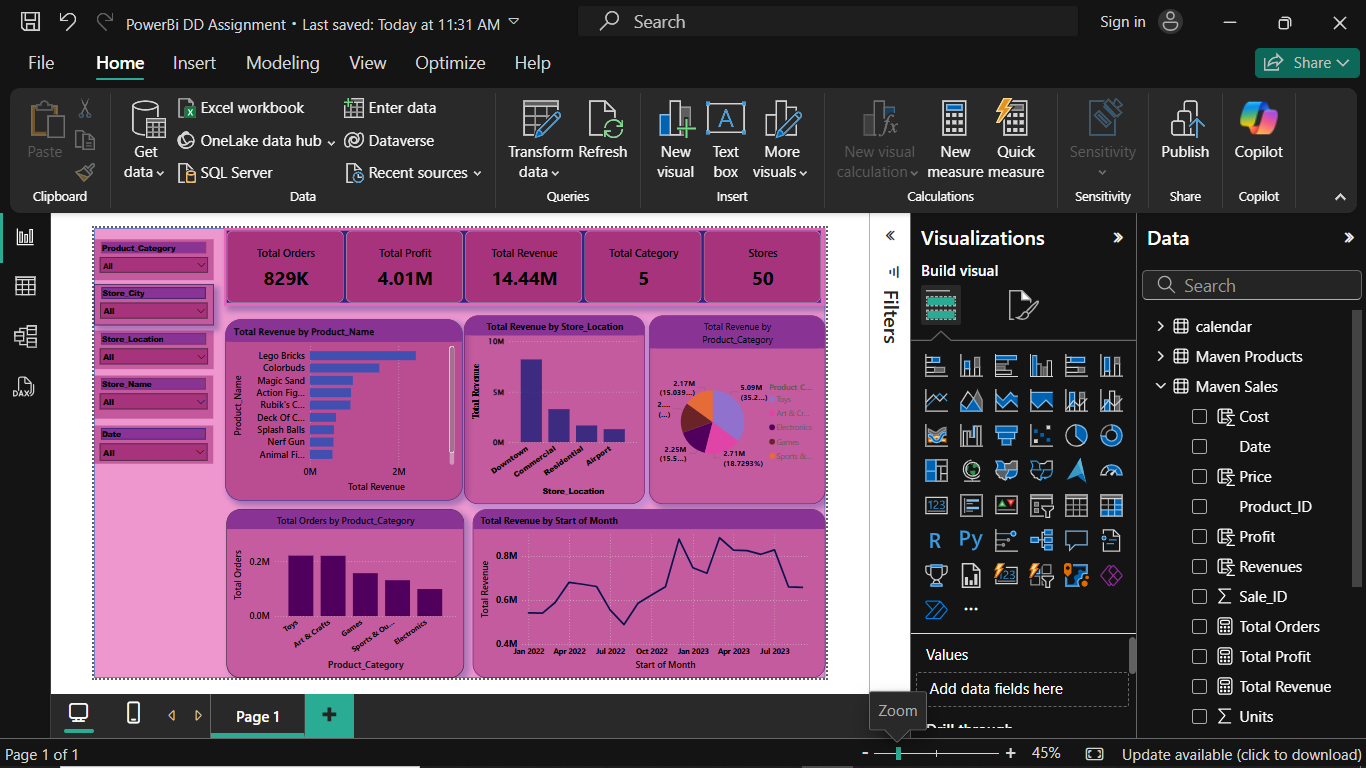 PowerBi DD Assignment • Last saved: Today at 11:31 AM
Search
Sign in
File
Home
Insert
Modeling
View
Optimize
Help
Share
Paste
Clipboard
Get data
Excel workbook
OneLake data hub
SQL Server
Enter data
Dataverse
Recent sources
Data
Transform data
Refresh
Queries
New visual
Text box
More visuals
Insert
New visual calculation
New measure
Quick measure
Calculations
Sensitivity
Sensitivity
Publish
Share
Copilot
Copilot
Product_Category
All
Store_City
All
Store_Location
All
Store_Name
All
Date
All
Total Orders
829K
Total Profit
4.01M
Total Revenue
14.44M
Total Category
5
Stores
50
Total Revenue by Product_Name
Product_Name
Lego Bricks
Colorbuds
Magic Sand
Action Fig...
Rubik's C...
Deck Of C...
Splash Balls
Nerf Gun
Animal Fi...
0M
2M
Total Revenue
Total Revenue by Store_Location
Total Revenue
10M
5M
0M
Downtown
Commercial
Residential
Airport
Store_Location
Total Revenue by
Product_Category
2.17M
(15.039...)
2....
(...)
2.25M
(15.5...)
5.09M
(35.2...)
2.71M
(18.7293%)
Product C...
Toys
Art & Cr...
Electronics
Games
Sports &...
Total Orders by Product_Category
Total Orders
0.2M
0.0M
Toys
Art & Crafts
Games
Sports & Ou...
Electronics
Product_Category
Total Revenue by Start of Month
Total Revenue
0.8M
0.6M
0.4M
Jan 2022
Apr 2022
Jul 2022
Oct 2022
Jan 2023
Apr 2023
Jul 2023
Start of Month
Filters
Visualizations
Build visual
123
R
Py
Values
Add data fields here
Data
Search
calendar
Maven Products
Maven Sales
Cost
Date
Price
Product_ID
Profit
Revenues
Sale_ID
Total Orders
Total Profit
Total Revenue
Units
DAX
Page 1
Zoom
Page 1 of 1
45%
Update available (click to download)